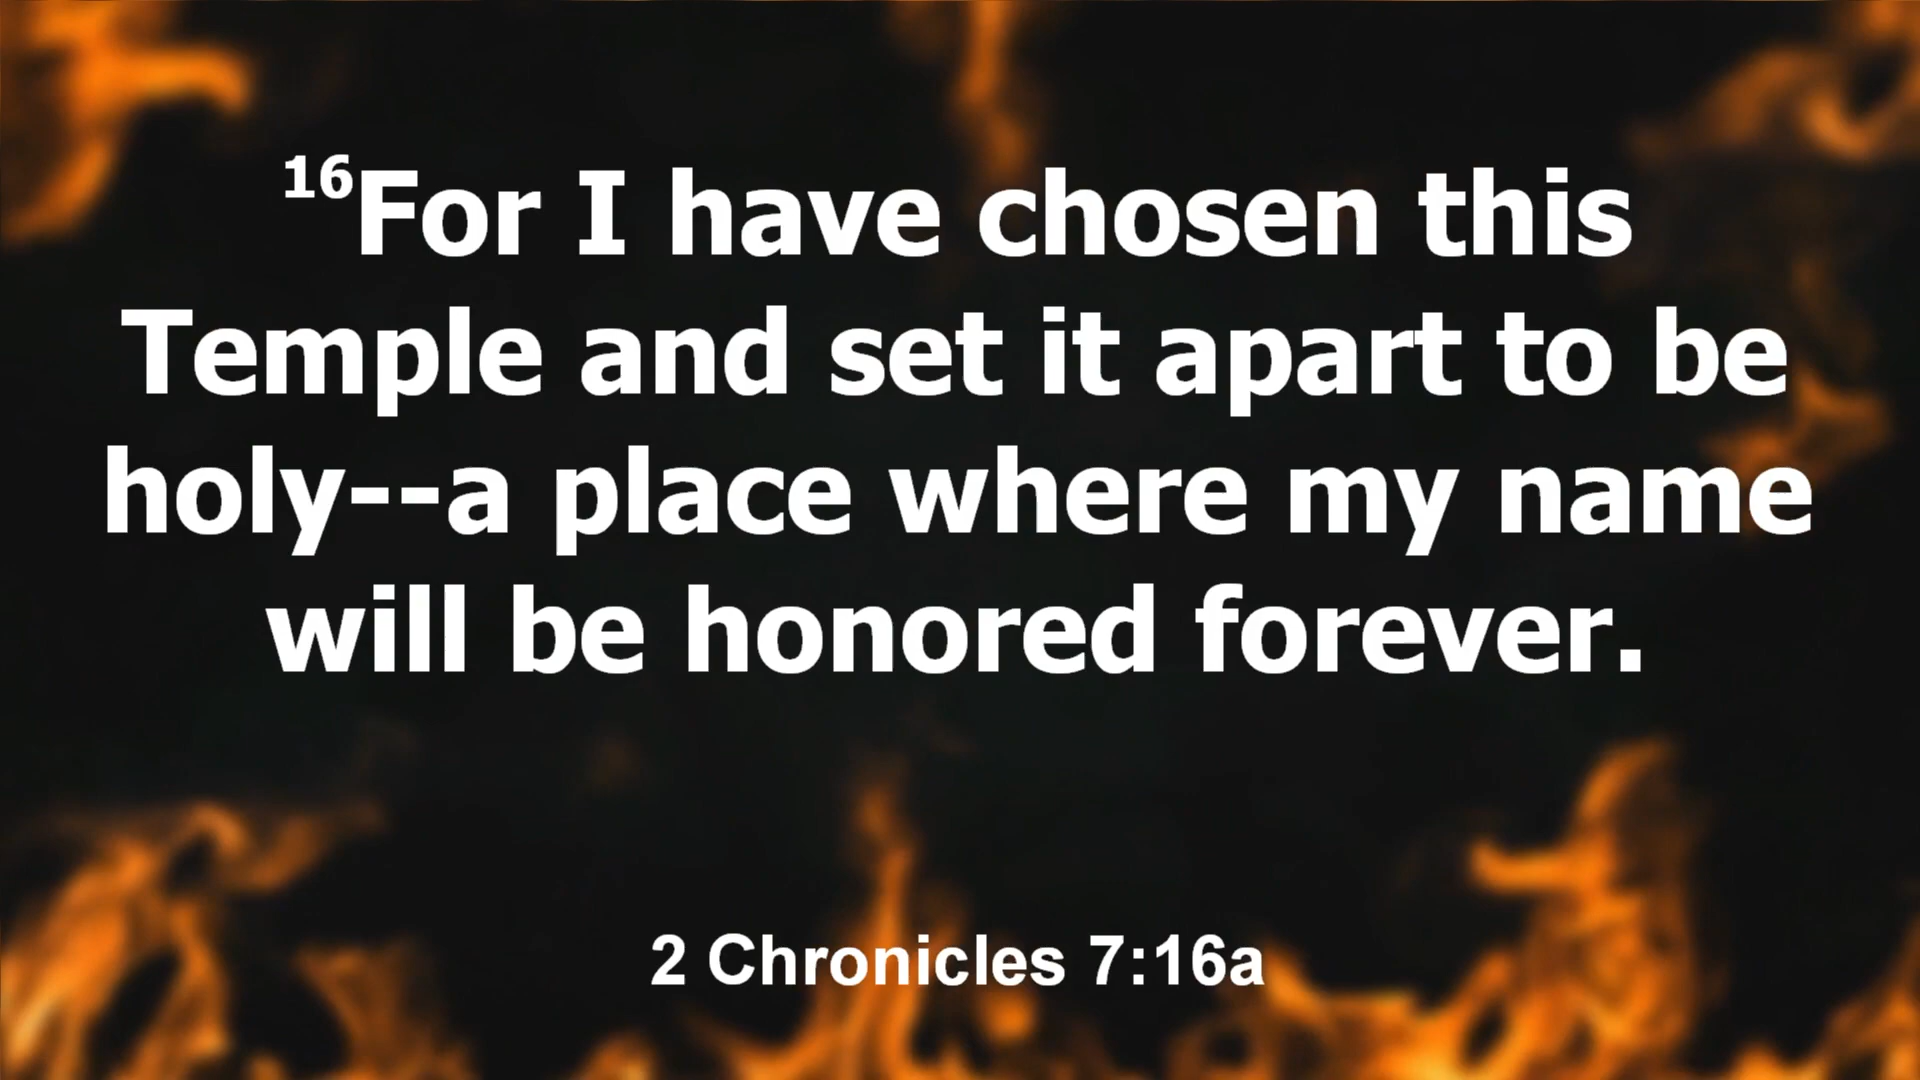 16For I have chosen this
Temple and set it apart to be
holy--a place where my name
will be honored forever.
2 Chronicles 7:16a